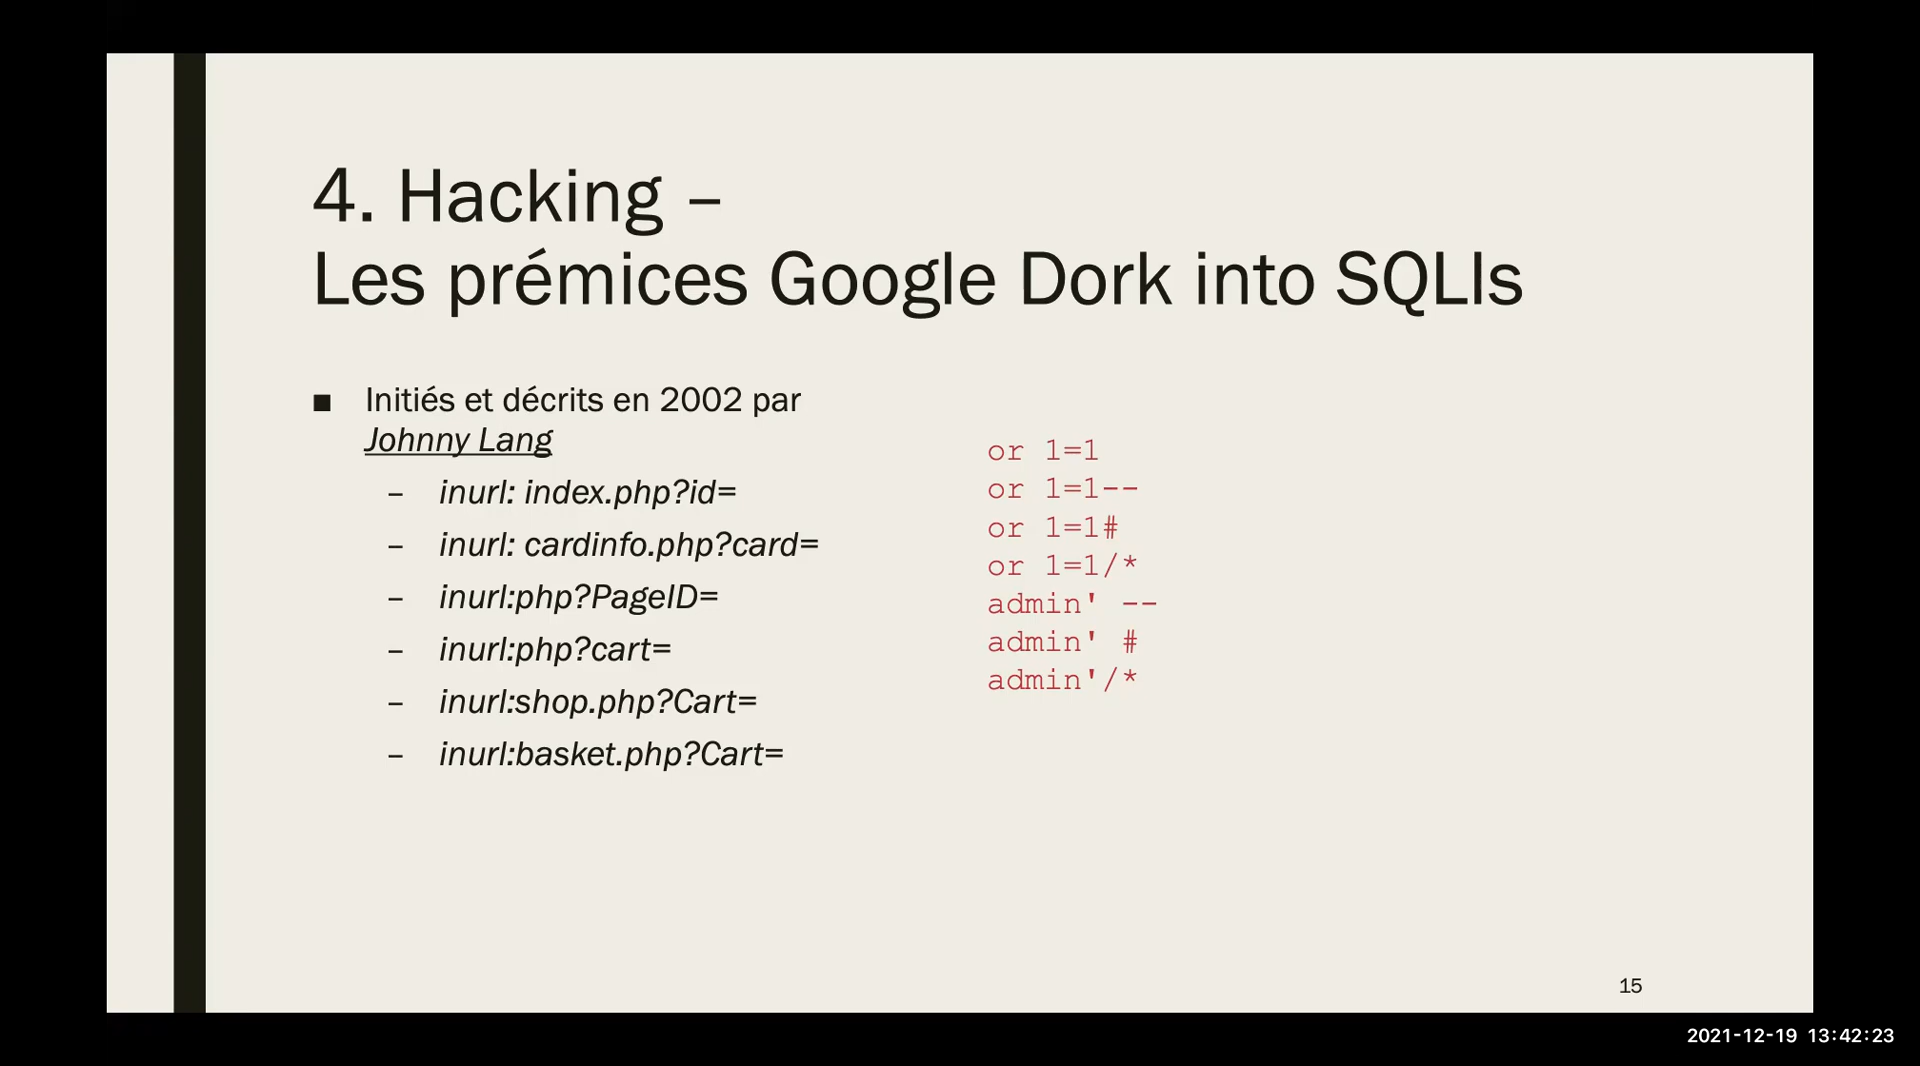 4. Hacking –
Les prémices Google Dork into SQLIs
■ Initiés et décrits en 2002 par
Johnny Lang
– inurl: index.php?id=
– inurl: cardinfo.php?card=
– inurl:php?PageID=
– inurl:php?cart=
– inurl:shop.php?Cart=
– inurl:basket.php?Cart=
or 1=1
or 1=1--
or 1=1#
or 1=1/*
admin' --
admin' #
admin'/*
15
2021-12-19 13:42:23